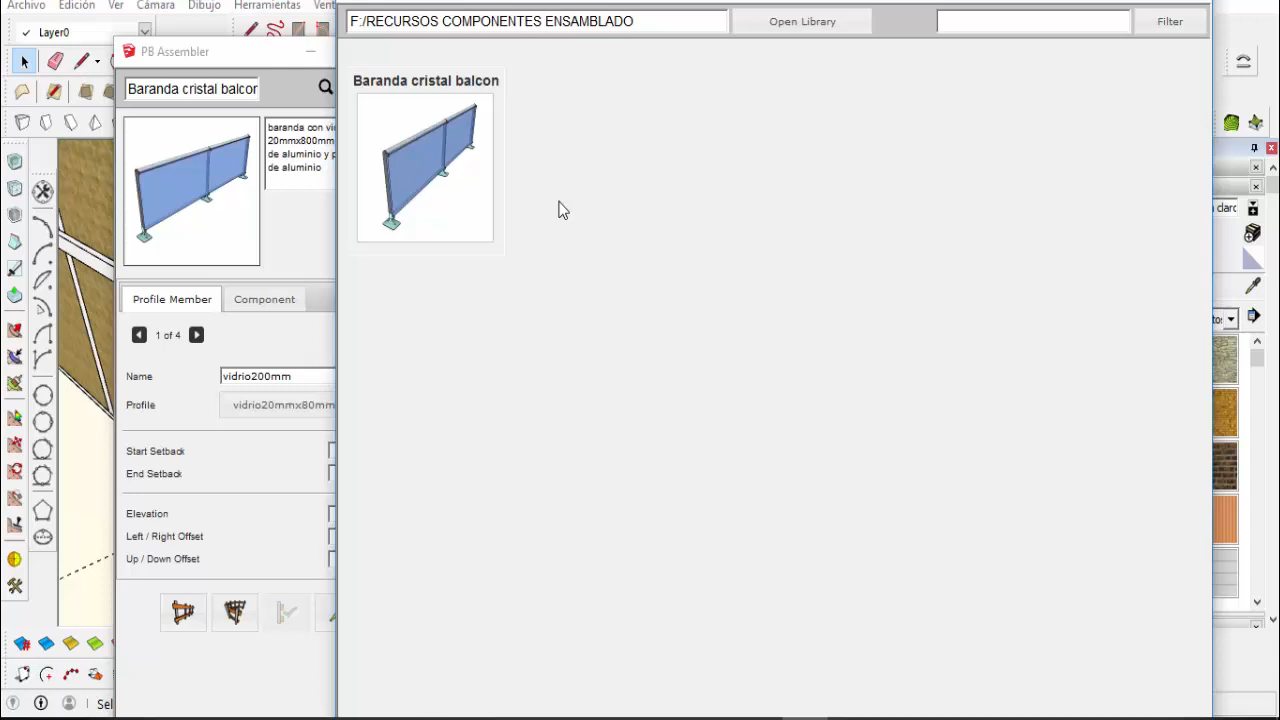 Archivo Edición Ver Cámara Dibujo Herramientas Vent
Layer0
F:/RECURSOS COMPONENTES ENSAMBLADO
Open Library
Filter
PB Assembler
Baranda cristal balcor
baranda con vi
20mmx800mm
de aluminio y p
de aluminio
Baranda cristal balcon
Profile Member
Component
1 of 4
Name
vidrio200mm
Profile
vidrio20mmx80mm
Start Setback
End Setback
Elevation
Left / Right Offset
Up / Down Offset
Sel